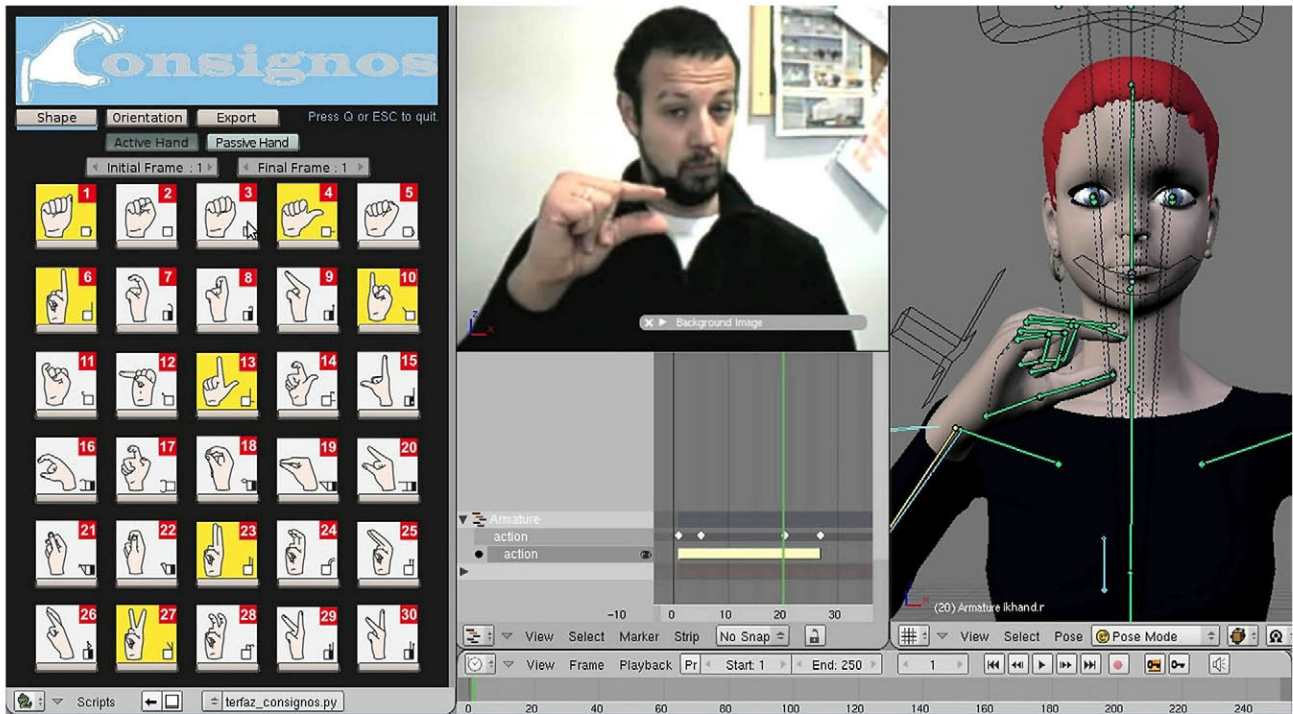 Consignos
Shape Orientation Export Press Q or ESC to quit.
Active Hand Passive Hand
Initial Frame : 1 Final Frame : 1
1 2 3 4 5
6 7 8 9 10
11 12 13 14 15
16 17 18 19 20
21 22 23 24 25
26 27 28 29 30
Scripts terfaz_consignos.py
z
x
Background Image
Armature
action
action
-10 0 10 20 30
View Select Marker Strip No Snap
x
(20) Armature ikhand.r
View Select Pose Pose Mode
View Frame Playback Pr Start: 1 End: 250 1
0 20 40 60 80 100 120 140 160 180 200 220 240